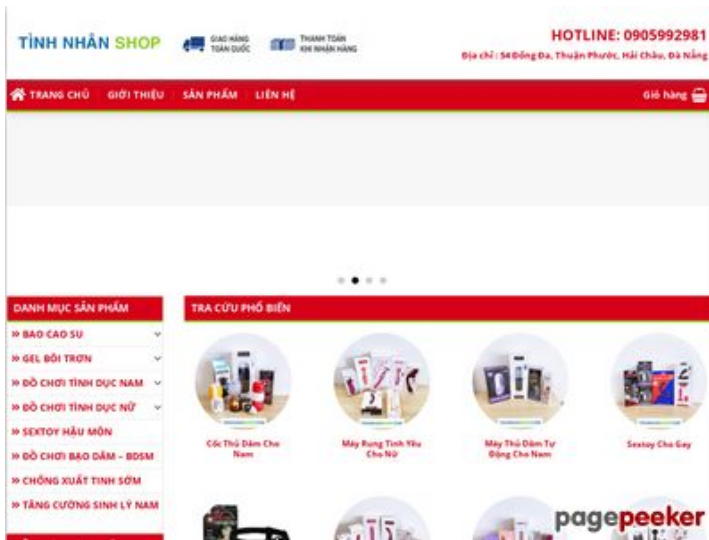 TÌNH NHÂN SHOP
GIAO HÀNG
TOÀN QUỐC
THANH TOÁN
KHI NHẬN HÀNG
HOTLINE: 0905992981
Địa chỉ : 54 Đống Đa, Thuận Phước, Hải Châu, Đà Nẵng
TRANG CHỦ GIỚI THIỆU SẢN PHẨM LIÊN HỆ Giỏ hàng
DANH MỤC SẢN PHẨM
» BAO CAO SU
» GEL BÔI TRƠN
» ĐỒ CHƠI TÌNH DỤC NAM
» ĐỒ CHƠI TÌNH DỤC NỮ
» SEXTOY HẬU MÔN
» ĐỒ CHƠI BẠO DÂM – BDSM
» CHỐNG XUẤT TINH SỚM
» TĂNG CƯỜNG SINH LÝ NAM
TRA CỨU PHỔ BIẾN
Cốc Thủ Dâm Cho
Nam
Máy Rung Tình Yêu
Cho Nữ
Máy Thủ Dâm Tự
Động Cho Nam
Sextoy Cho Gay
pagepeeker